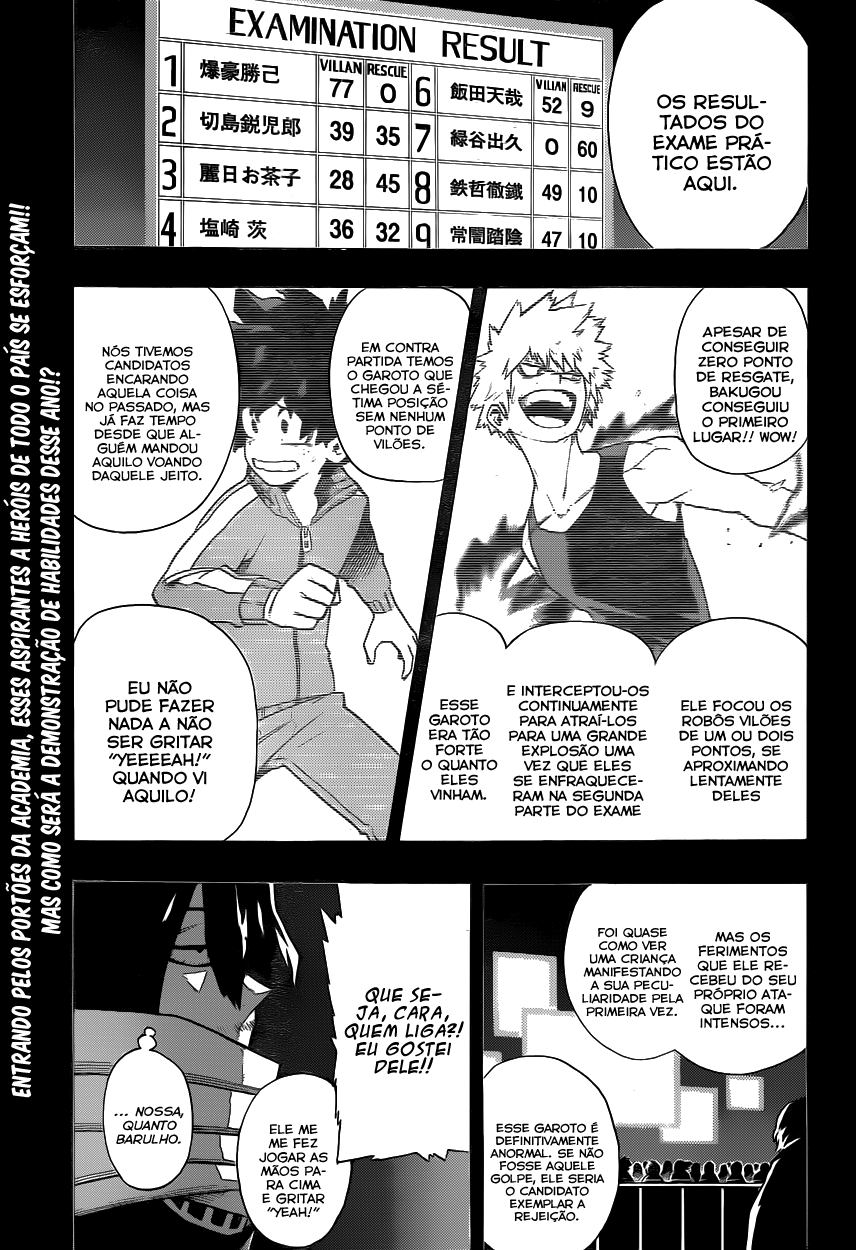 EXAMINATION RESULT
VILLAN RESCUE VILLAN RESCUE
1 爆豪勝己 77 0 6 飯田天哉 52 9
2 切島鋭児郎 39 35 7 緑谷出久 0 60
3 麗日お茶子 28 45 8 鉄哲徹鐵 49 10
4 塩崎 茨 36 32 9 常闇踏陰 47 10
OS RESUL-
TADOS DO
EXAME PRÁ-
TICO ESTÃO
AQUI.
ENTRANDO PELOS PORTÕES DA ACADEMIA, ESSES ASPIRANTES A HERÓIS DE TODO O PAÍS SE ESFORÇAM!!
MAS COMO SERÁ A DEMONSTRAÇÃO DE HABILIDADES DESSE ANO!?
APESAR DE
CONSEGUIR
ZERO PONTO
DE RESGATE,
BAKUGOU
CONSEGUIU
O PRIMEIRO
LUGAR!! WOW!
ELE FOCOU OS
ROBÔS VILÕES
DE UM OU DOIS
PONTOS, SE
APROXIMANDO
LENTAMENTE
DELES
E INTERCEPTOU-OS
CONTINUAMENTE
PARA ATRAÍ-LOS
PARA UMA GRANDE
EXPLOSÃO UMA
VEZ QUE ELES
SE ENFRAQUECE-
RAM NA SEGUNDA
PARTE DO EXAME
ESSE
GAROTO
ERA TÃO
FORTE
O QUANTO
ELES
VINHAM.
EM CONTRA
PARTIDA TEMOS
O GAROTO QUE
CHEGOU A SÉ-
TIMA POSIÇÃO
SEM NENHUM
PONTO DE
VILÕES.
NÓS TIVEMOS
CANDIDATOS
ENCARANDO
AQUELA COISA
NO PASSADO, MAS
JÁ FAZ TEMPO
DESDE QUE AL-
GUÉM MANDOU
AQUILO VOANDO
DAQUELE JEITO.
EU NÃO
PUDE FAZER
NADA A NÃO
SER GRITAR
"YEEEEAH!"
QUANDO VI
AQUILO!
MAS OS
FERIMENTOS
QUE ELE RE-
CEBEU DO SEU
PRÓPRIO ATA-
QUE FORAM
INTENSOS...
FOI QUASE
COMO VER
UMA CRIANÇA
MANIFESTANDO
A SUA PECU-
LIARIDADE PELA
PRIMEIRA VEZ.
ESSE GAROTO É
DEFINITIVAMENTE
ANORMAL. SE NÃO
FOSSE AQUELE
GOLPE, ELE SERIA
O CANDIDATO
EXEMPLAR A
REJEIÇÃO.
QUE SE-
JA, CARA,
QUEM LIGA?!
EU GOSTEI
DELE!!
ELE ME
ME FEZ
JOGAR AS
MÃOS PA-
RA CIMA
E GRITAR
"YEAH!"
... NOSSA,
QUANTO
BARULHO.